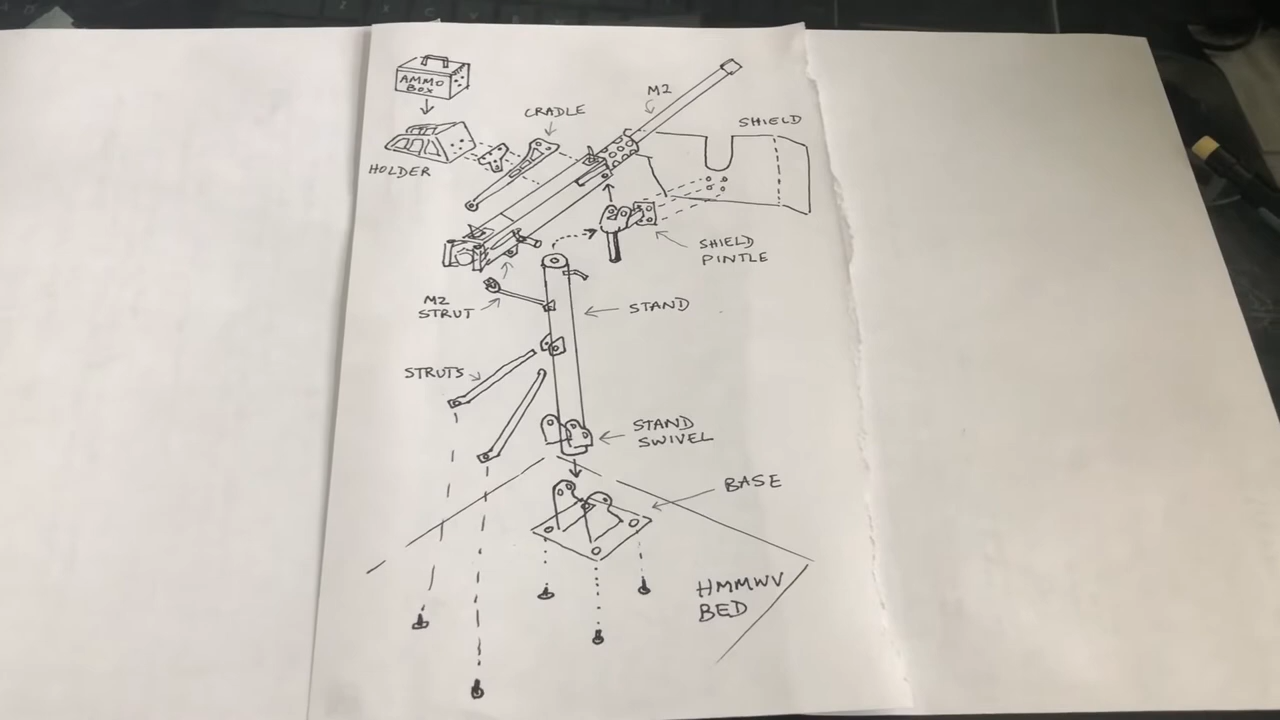 AMMO
BOX
M2
CRADLE
SHIELD
HOLDER
SHIELD
PINTLE
M2
STRUT
STAND
STRUTS
STAND
SWIVEL
BASE
HMMWV
BED